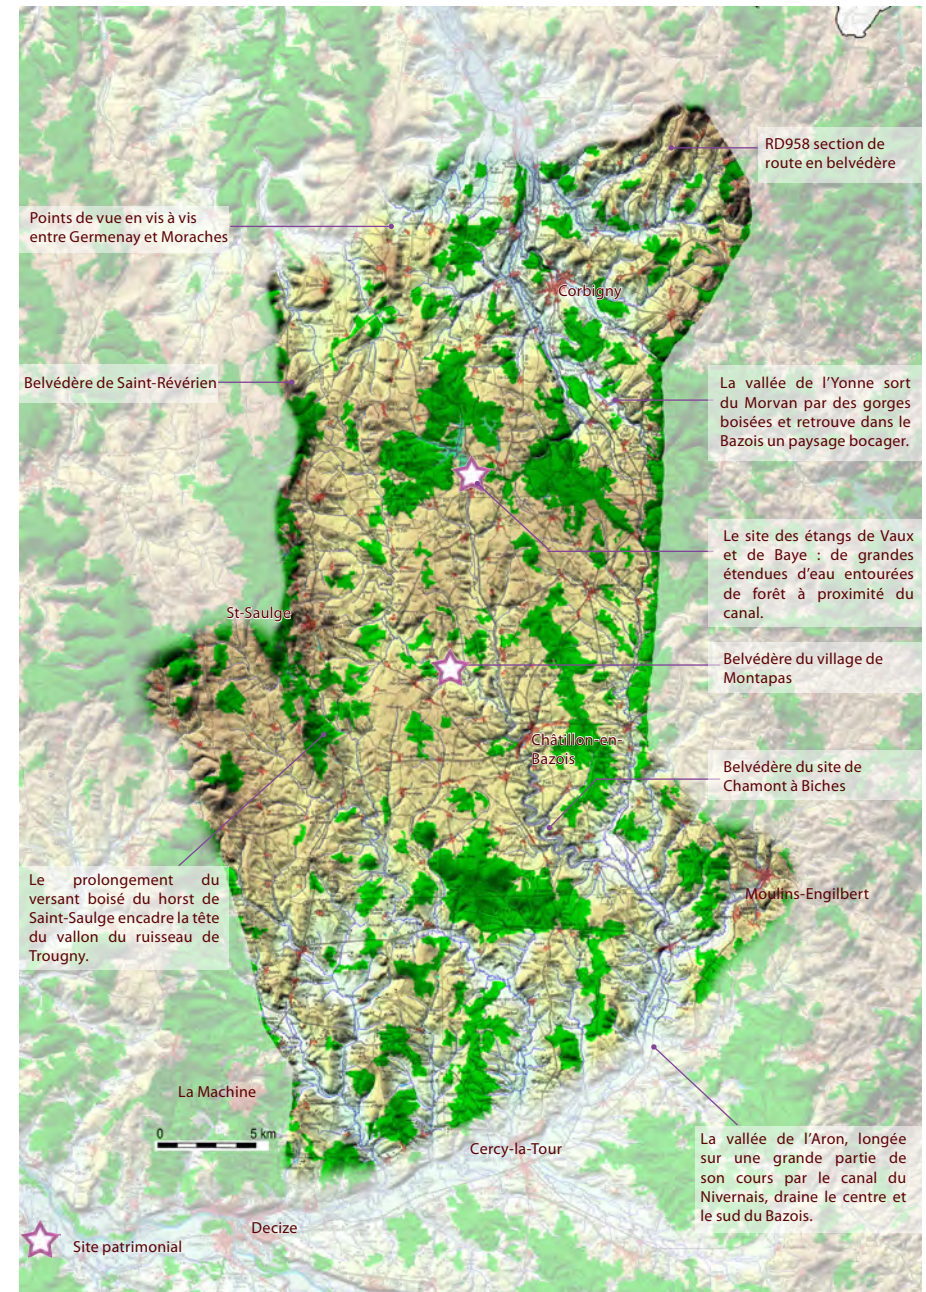 RD958 section de
route en belvédère
Points de vue en vis à vis
entre Germenay et Moraches
Corbigny
Belvédère de Saint-Révérien
La vallée de l'Yonne sort
du Morvan par des gorges
boisées et retrouve dans le
Bazois un paysage bocager.
Le site des étangs de Vaux
et de Baye : de grandes
étendues d'eau entourées
de forêt à proximité du
canal.
St-Saulge
Belvédère du village de
Montapas
Châtillon-en-
Bazois
Belvédère du site de
Chamont à Biches
Le prolongement du
versant boisé du horst de
Saint-Saulge encadre la tête
du vallon du ruisseau de
Trougny.
Moulins-Engilbert
La Machine
0 5 km
Cercy-la-Tour
La vallée de l'Aron, longée
sur une grande partie de
son cours par le canal du
Nivernais, draine le centre et
le sud du Bazois.
Decize
Site patrimonial